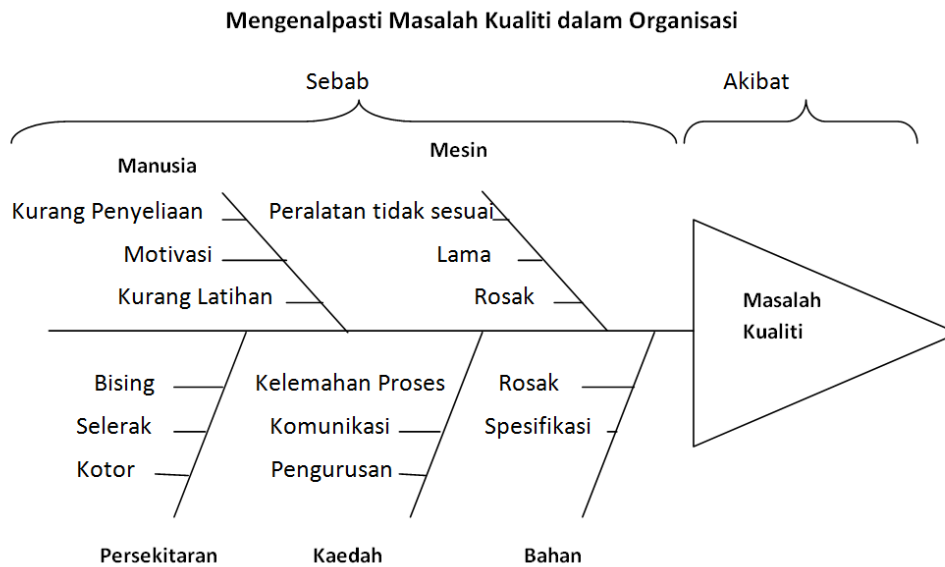 Mengenalpasti Masalah Kualiti dalam Organisasi
Sebab
Akibat
Manusia
Mesin
Kurang Penyeliaan
Peralatan tidak sesuai
Motivasi
Lama
Kurang Latihan
Rosak
Masalah
Kualiti
Bising
Kelemahan Proses
Rosak
Selerak
Komunikasi
Spesifikasi
Kotor
Pengurusan
Persekitaran
Kaedah
Bahan